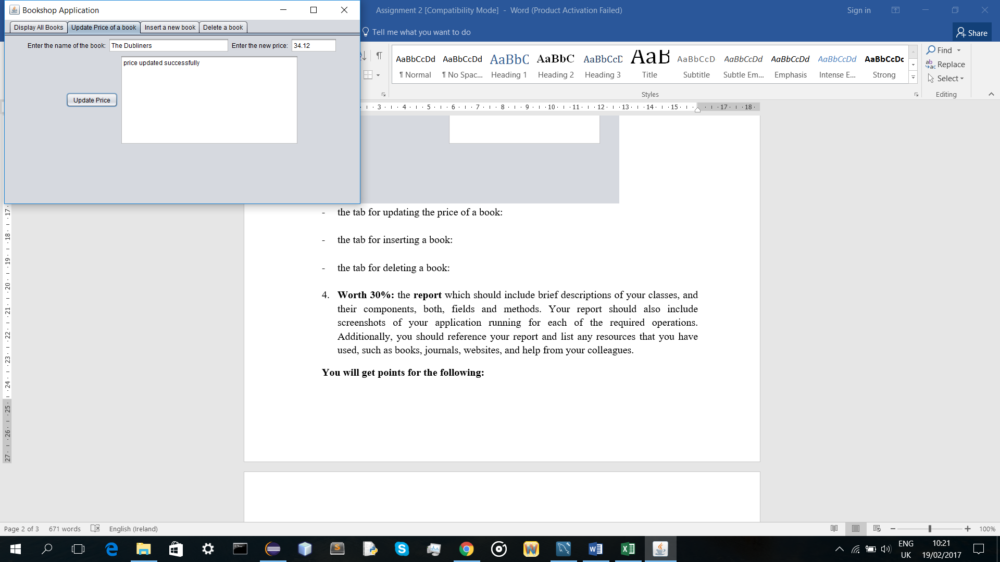 Bookshop Application
Assignment 2 [Compatibility Mode] - Word (Product Activation Failed)
Sign in
Display All Books
Update Price of a book
Insert a new book
Delete a book
Tell me what you want to do
Share
Enter the name of the book:
The Dubliners
Enter the new price:
34.12
price updated successfully
Update Price
AaBbCcDd
¶ Normal
AaBbCcDd
¶ No Spac...
AaBbC
Heading 1
AaBbC
Heading 2
AaBbCcD
Heading 3
AaB
Title
AaBbCcD
Subtitle
AaBbCcDd
Subtle Em...
AaBbCcDd
Emphasis
AaBbCcDd
Intense E...
AaBbCcDc
Strong
Styles
Find
Replace
Select
Editing
3 4 5 6 7 8 9 10 11 12 13 14 15 17 18
17
18
19
20
21
22
23
24
25
26
27
- the tab for updating the price of a book:
- the tab for inserting a book:
- the tab for deleting a book:
4. Worth 30%: the report which should include brief descriptions of your classes, and
their components, both, fields and methods. Your report should also include
screenshots of your application running for each of the required operations.
Additionally, you should reference your report and list any resources that you have
used, such as books, journals, websites, and help from your colleagues.
You will get points for the following:
Page 2 of 3
671 words
English (Ireland)
100%
ENG
UK
10:21
19/02/2017